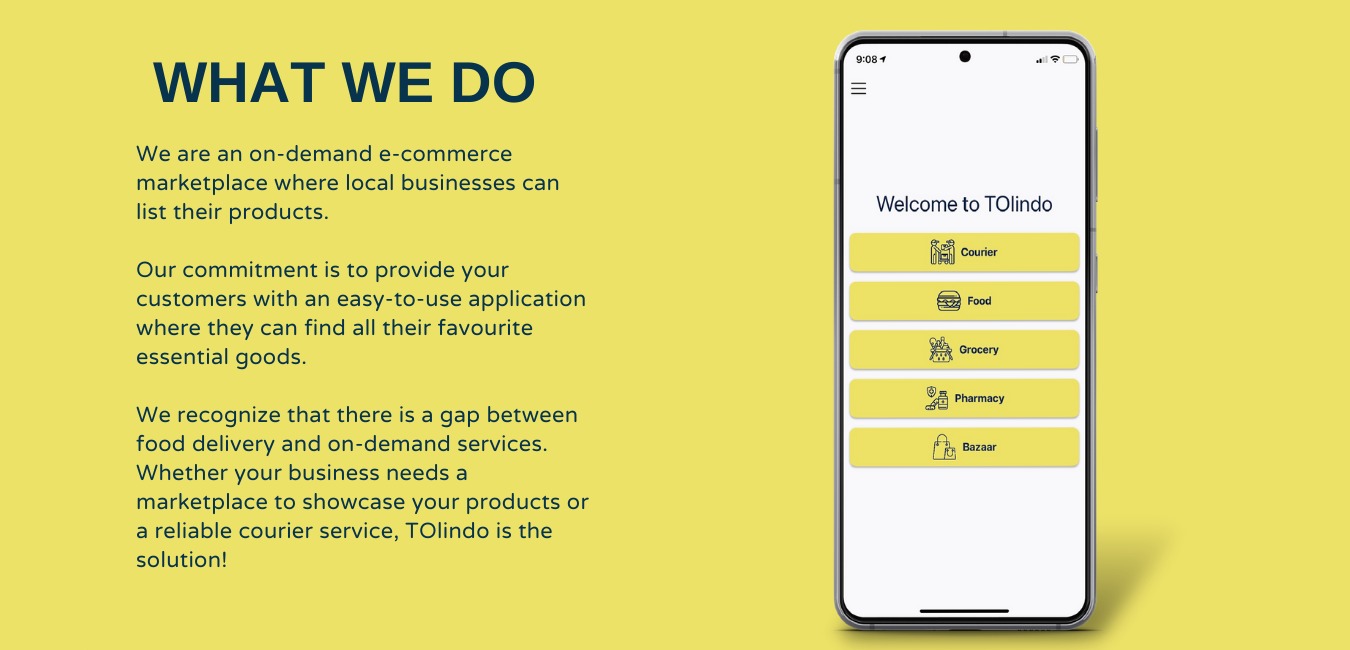 WHAT WE DO
We are an on-demand e-commerce
marketplace where local businesses can
list their products.
Our commitment is to provide your
customers with an easy-to-use application
where they can find all their favourite
essential goods.
We recognize that there is a gap between
food delivery and on-demand services.
Whether your business needs a
marketplace to showcase your products or
a reliable courier service, TOlindo is the
solution!
9:08
Welcome to TOlindo
Courier
Food
Grocery
Pharmacy
Bazaar